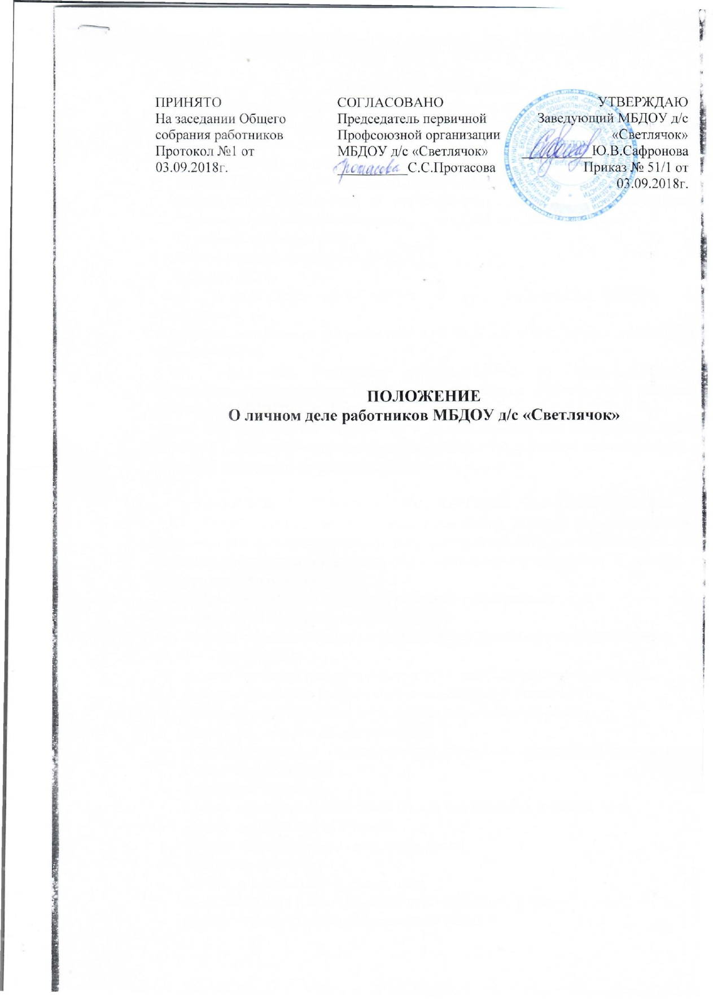 ПРИНЯТО
На заседании Общего
собрания работников
Протокол №1 от
03.09.2018г.
СОГЛАСОВАНО
Председатель первичной
Профсоюзной организации
МБДОУ д/с «Светлячок»
Протасова С.С.Протасова
УТВЕРЖДАЮ
Заведующий МБДОУ д/с
«Светлячок»
Ю.В.Сафронова
Приказ № 51/1 от
03.09.2018г.
ПОЛОЖЕНИЕ
О личном деле работников МБДОУ д/с «Светлячок»